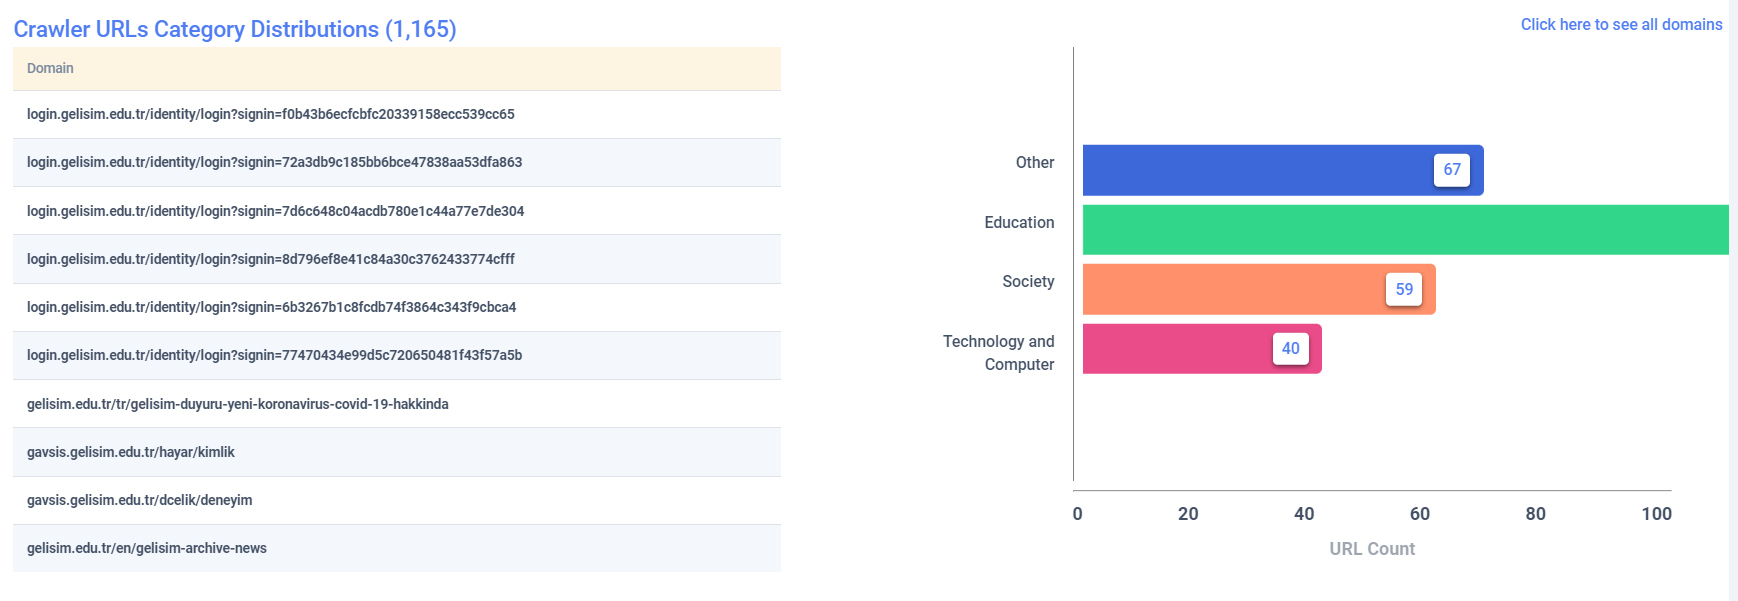 Crawler URLs Category Distributions (1,165)
Click here to see all domains
Domain
login.gelisim.edu.tr/identity/login?signin=f0b43b6ecfcbfc20339158ecc539cc65
login.gelisim.edu.tr/identity/login?signin=72a3db9c185bb6bce47838aa53dfa863
login.gelisim.edu.tr/identity/login?signin=7d6c648c04acdb780e1c44a77e7de304
login.gelisim.edu.tr/identity/login?signin=8d796ef8e41c84a30c3762433774cfff
login.gelisim.edu.tr/identity/login?signin=6b3267b1c8fcdb74f3864c343f9cbca4
login.gelisim.edu.tr/identity/login?signin=77470434e99d5c720650481f43f57a5b
gelisim.edu.tr/tr/gelisim-duyuru-yeni-koronavirus-covid-19-hakkinda
gavsis.gelisim.edu.tr/hayar/kimlik
gavsis.gelisim.edu.tr/dcelik/deneyim
gelisim.edu.tr/en/gelisim-archive-news
Other 67
Education
Society 59
Technology and
Computer
40
0 20 40 60 80 100
URL Count